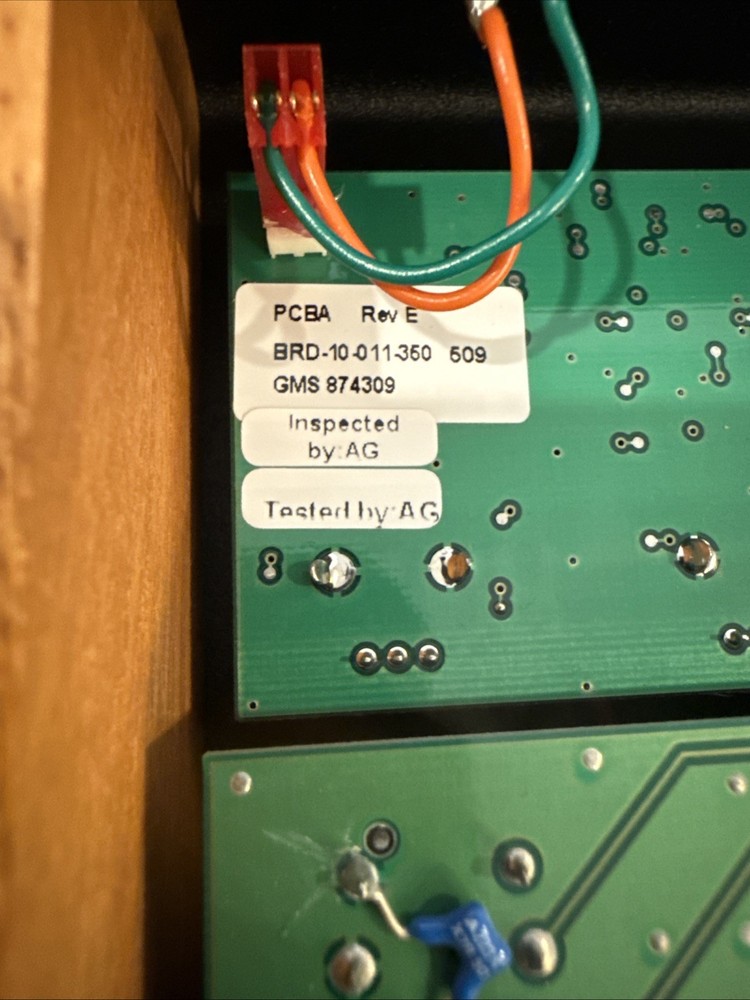 PCBA Rev E
BRD-10-011-350 509
GMS 874309
Inspected
by:AG
Tested by:AG